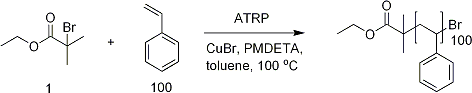 O
Br
O
1
+
100
ATRP
CuBr, PMDETA,
toluene, 100 °C
O
O
Br
100